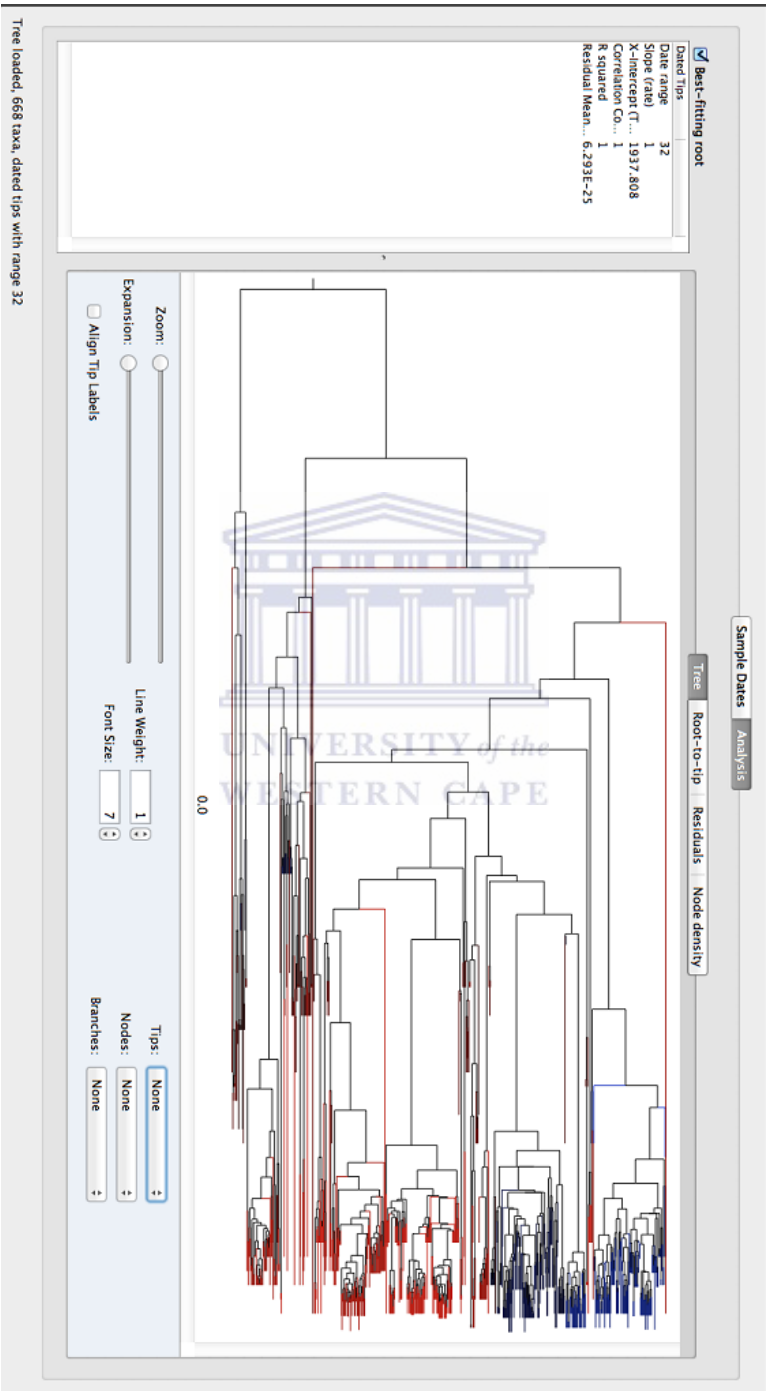 Sample Dates Analysis
Best-fitting root
Dated Tips
Date range 32
Slope (rate) 1
X-Intercept (T... 1937.808
Correlation Co... 1
R squared 1
Residual Mean... 6.293E-25
Tree Root-to-tip Residuals Node density
UNIVERSITY of the
WESTERN CAPE
0.0
Zoom:
Expansion:
Align Tip Labels
Line Weight: 1
Font Size: 7
Tips: None
Nodes: None
Branches: None
Tree loaded, 668 taxa, dated tips with range 32